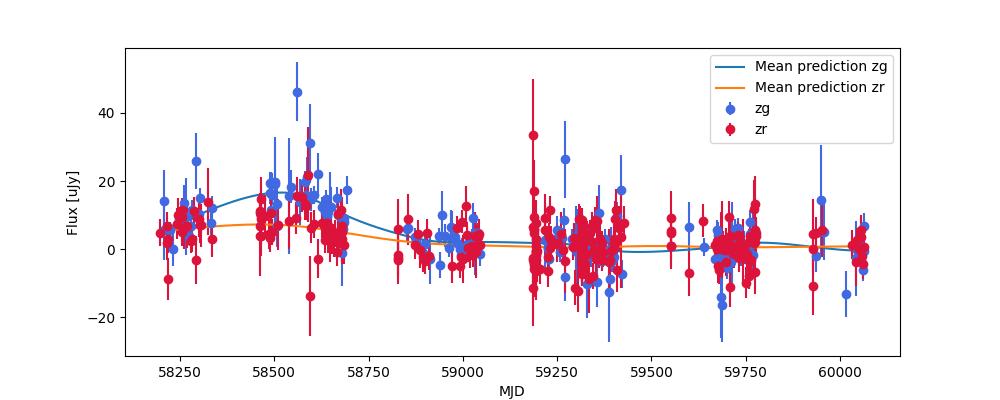 Mean prediction zg
Mean prediction zr
zg
zr
Flux [uJy]
40
20
0
−20
58250 58500 58750 59000 59250 59500 59750 60000
MJD